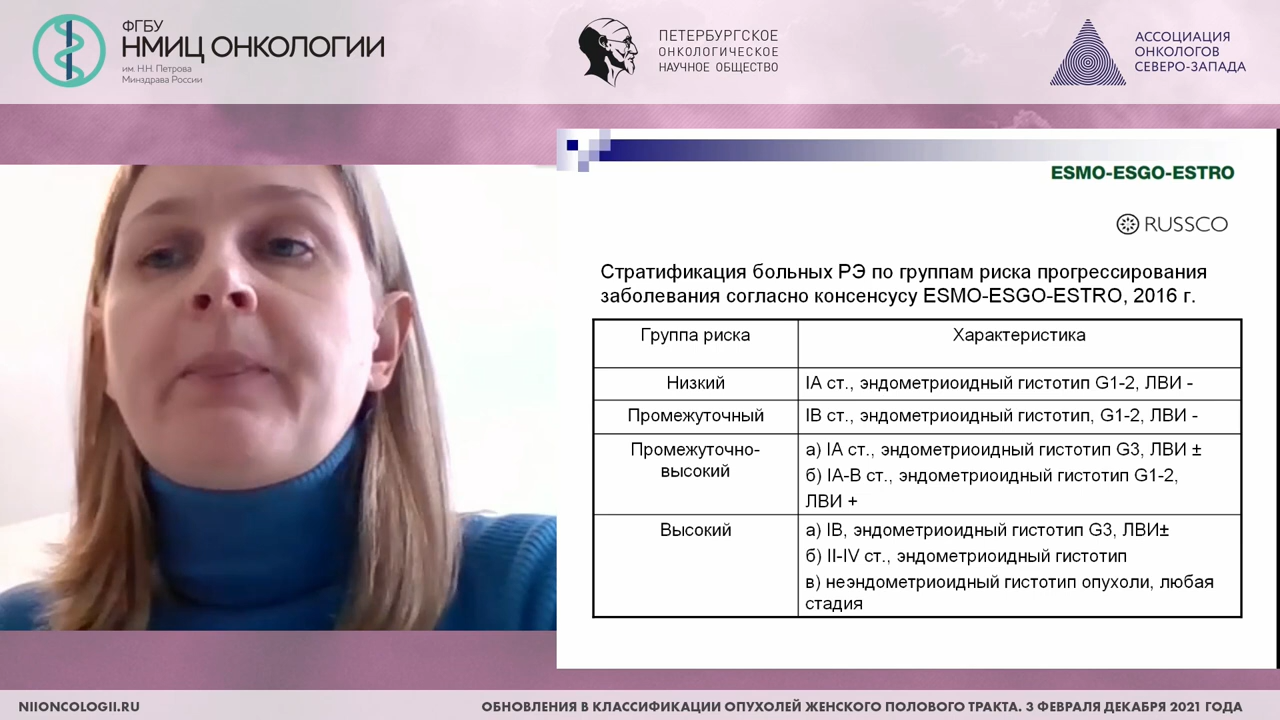 ФГБУ
НМИЦ ОНКОЛОГИИ
им. Н.Н. Петрова
Минздрава России
ПЕТЕРБУРГСКОЕ
ОНКОЛОГИЧЕСКОЕ
НАУЧНОЕ ОБЩЕСТВО
АССОЦИАЦИЯ
ОНКОЛОГОВ
СЕВЕРО-ЗАПАДА
ESMO-ESGO-ESTRO
RUSSCO
Стратификация больных РЭ по группам риска прогрессирования
заболевания согласно консенсусу ESMO-ESGO-ESTRO, 2016 г.
Группа риска
Характеристика
Низкий
IA ст., эндометриоидный гистотип G1-2, ЛВИ -
Промежуточный
IB ст., эндометриоидный гистотип, G1-2, ЛВИ -
Промежуточно-
высокий
а) IA ст., эндометриоидный гистотип G3, ЛВИ ±
б) IA-B ст., эндометриоидный гистотип G1-2,
ЛВИ +
Высокий
а) IB, эндометриоидный гистотип G3, ЛВИ±
б) II-IV ст., эндометриоидный гистотип
в) неэндометриоидный гистотип опухоли, любая
стадия
NIIONCOLOGII.RU
ОБНОВЛЕНИЯ В КЛАССИФИКАЦИИ ОПУХОЛЕЙ ЖЕНСКОГО ПОЛОВОГО ТРАКТА. 3 ФЕВРАЛЯ ДЕКАБРЯ 2021 ГОДА